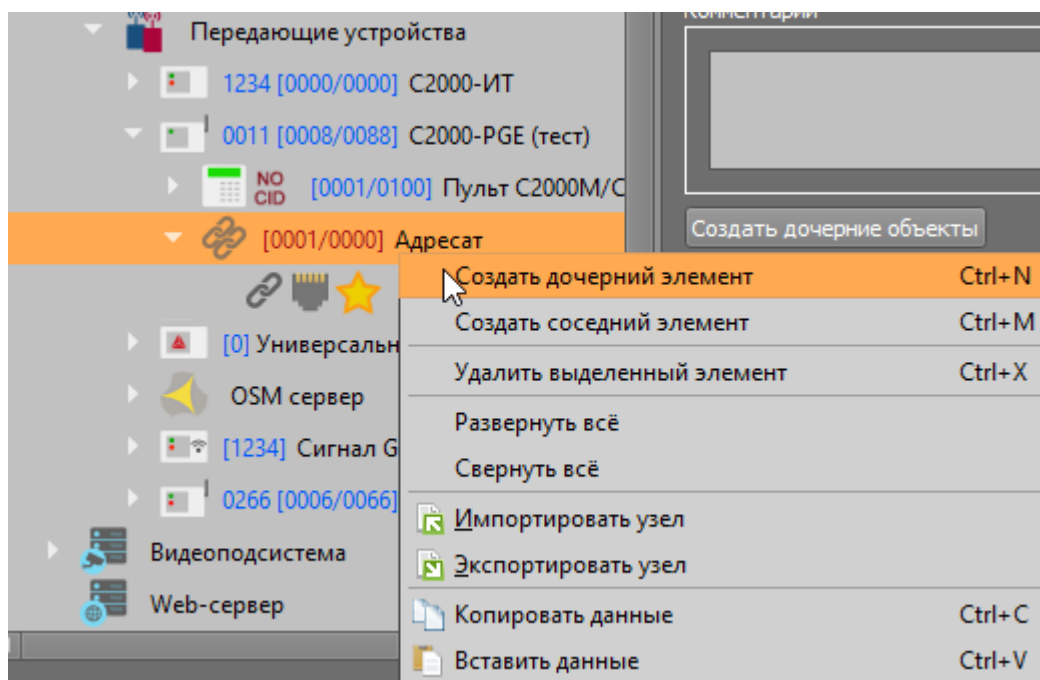 Комментарий
Передающие устройства
1234 [0000/0000] С2000-ИТ
0011 [0008/0088] С2000-PGE (тест)
NO CID [0001/0100] Пульт С2000М/С
[0001/0000] Адресат
Создать дочерние объекты
Создать дочерний элемент Ctrl+N
Создать соседний элемент Ctrl+M
[0] Универсальн
Удалить выделенный элемент Ctrl+X
OSM сервер
Развернуть всё
[1234] Сигнал G
Свернуть всё
0266 [0006/0066]
Импортировать узел
Видеоподсистема
Экспортировать узел
Web-сервер
Копировать данные Ctrl+C
Вставить данные Ctrl+V